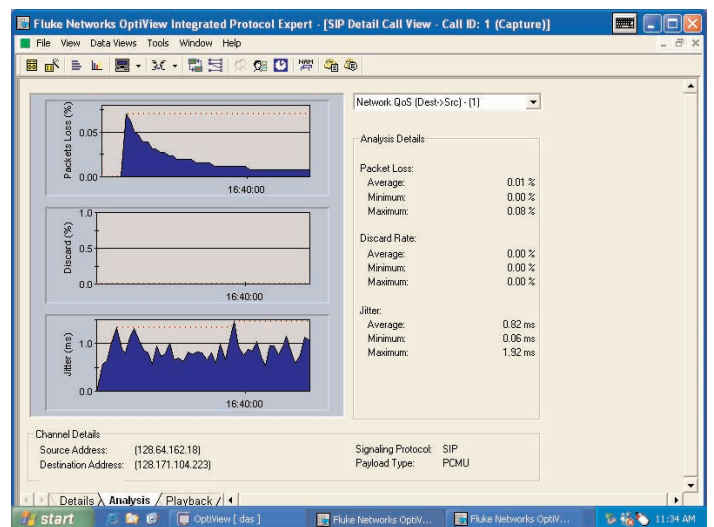 Fluke Networks OptiView Integrated Protocol Expert - [SIP Detail Call View - Call ID: 1 (Capture)]
File View Data Views Tools Window Help
Packets Loss (%)
0.05
0.00
16:40:00
Discard (%)
1.0
0.5
0.0
16:40:00
Jitter (ms)
1.0
0.0
16:40:00
Network QoS (Dest->Src) - (1)
Analysis Details
Packet Loss:
Average: 0.01 %
Minimum: 0.00 %
Maximum: 0.08 %
Discard Rate:
Average: 0.00 %
Minimum: 0.00 %
Maximum: 0.00 %
Jitter:
Average: 0.82 ms
Minimum: 0.06 ms
Maximum: 1.92 ms
Channel Details
Source Address: (128.64.162.18) Signaling Protocol: SIP
Destination Address: (128.171.104.223) Payload Type: PCMU
Details Analysis Playback
start OptiView [ das ] Fluke Networks OptiV... Fluke Networks OptiV... 11:34 AM